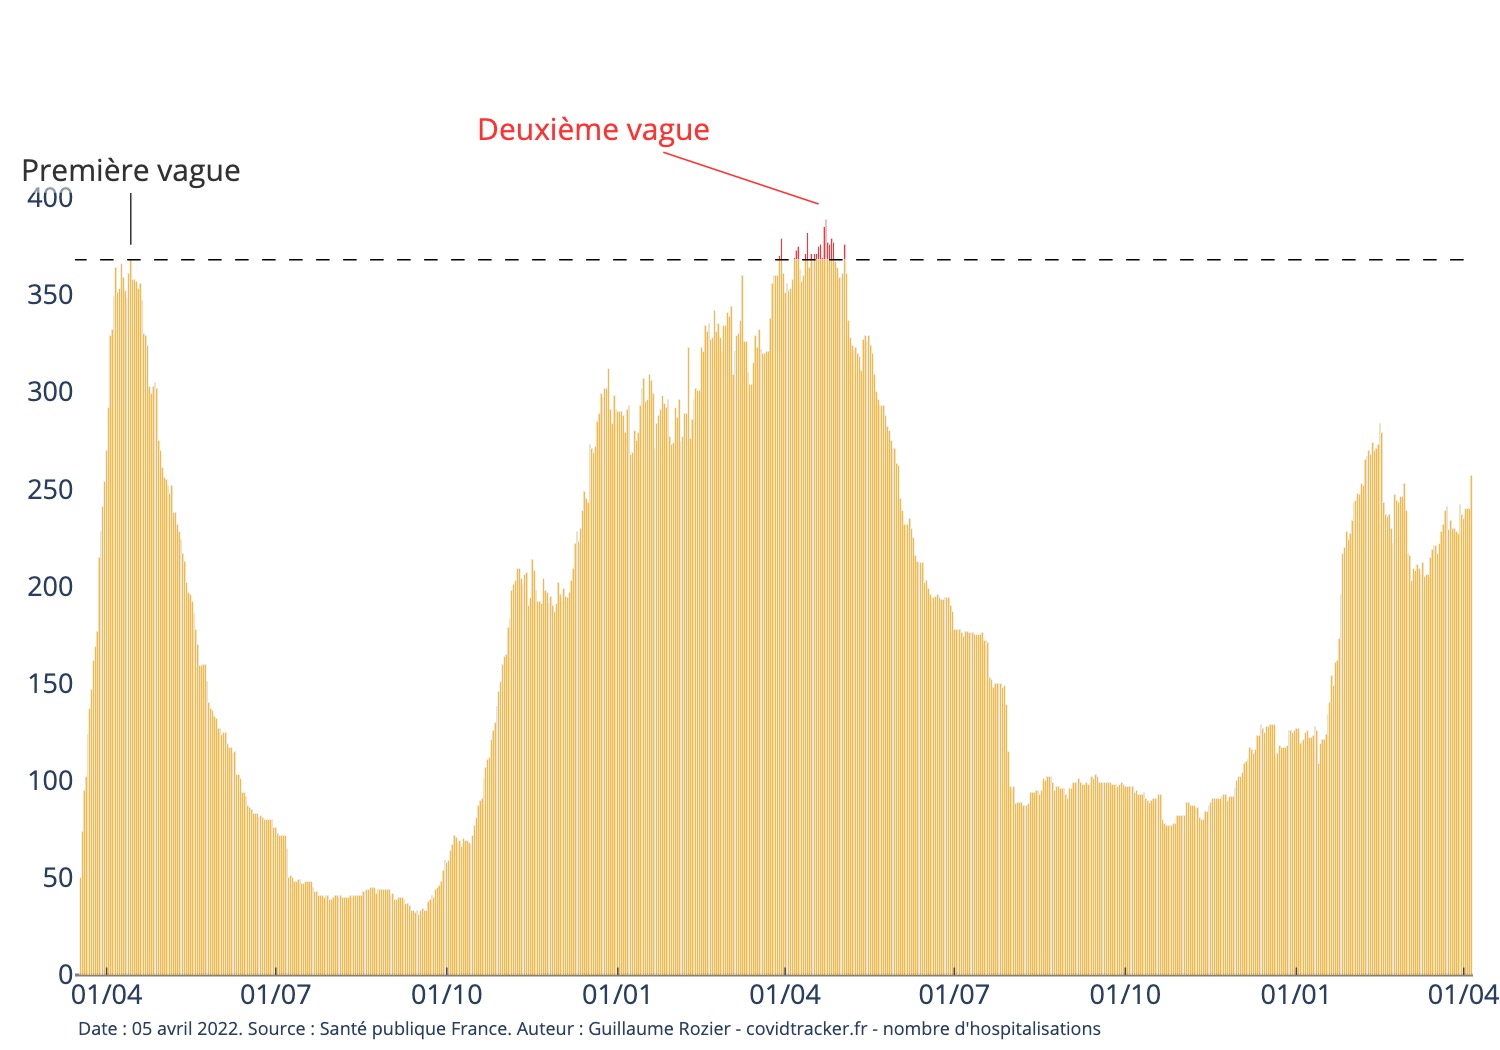 Deuxième vague
Première vague
400
350
300
250
200
150
100
50
0
01/04 01/07 01/10 01/01 01/04 01/07 01/10 01/01 01/04
Date : 05 avril 2022. Source : Santé publique France. Auteur : Guillaume Rozier - covidtracker.fr - nombre d'hospitalisations